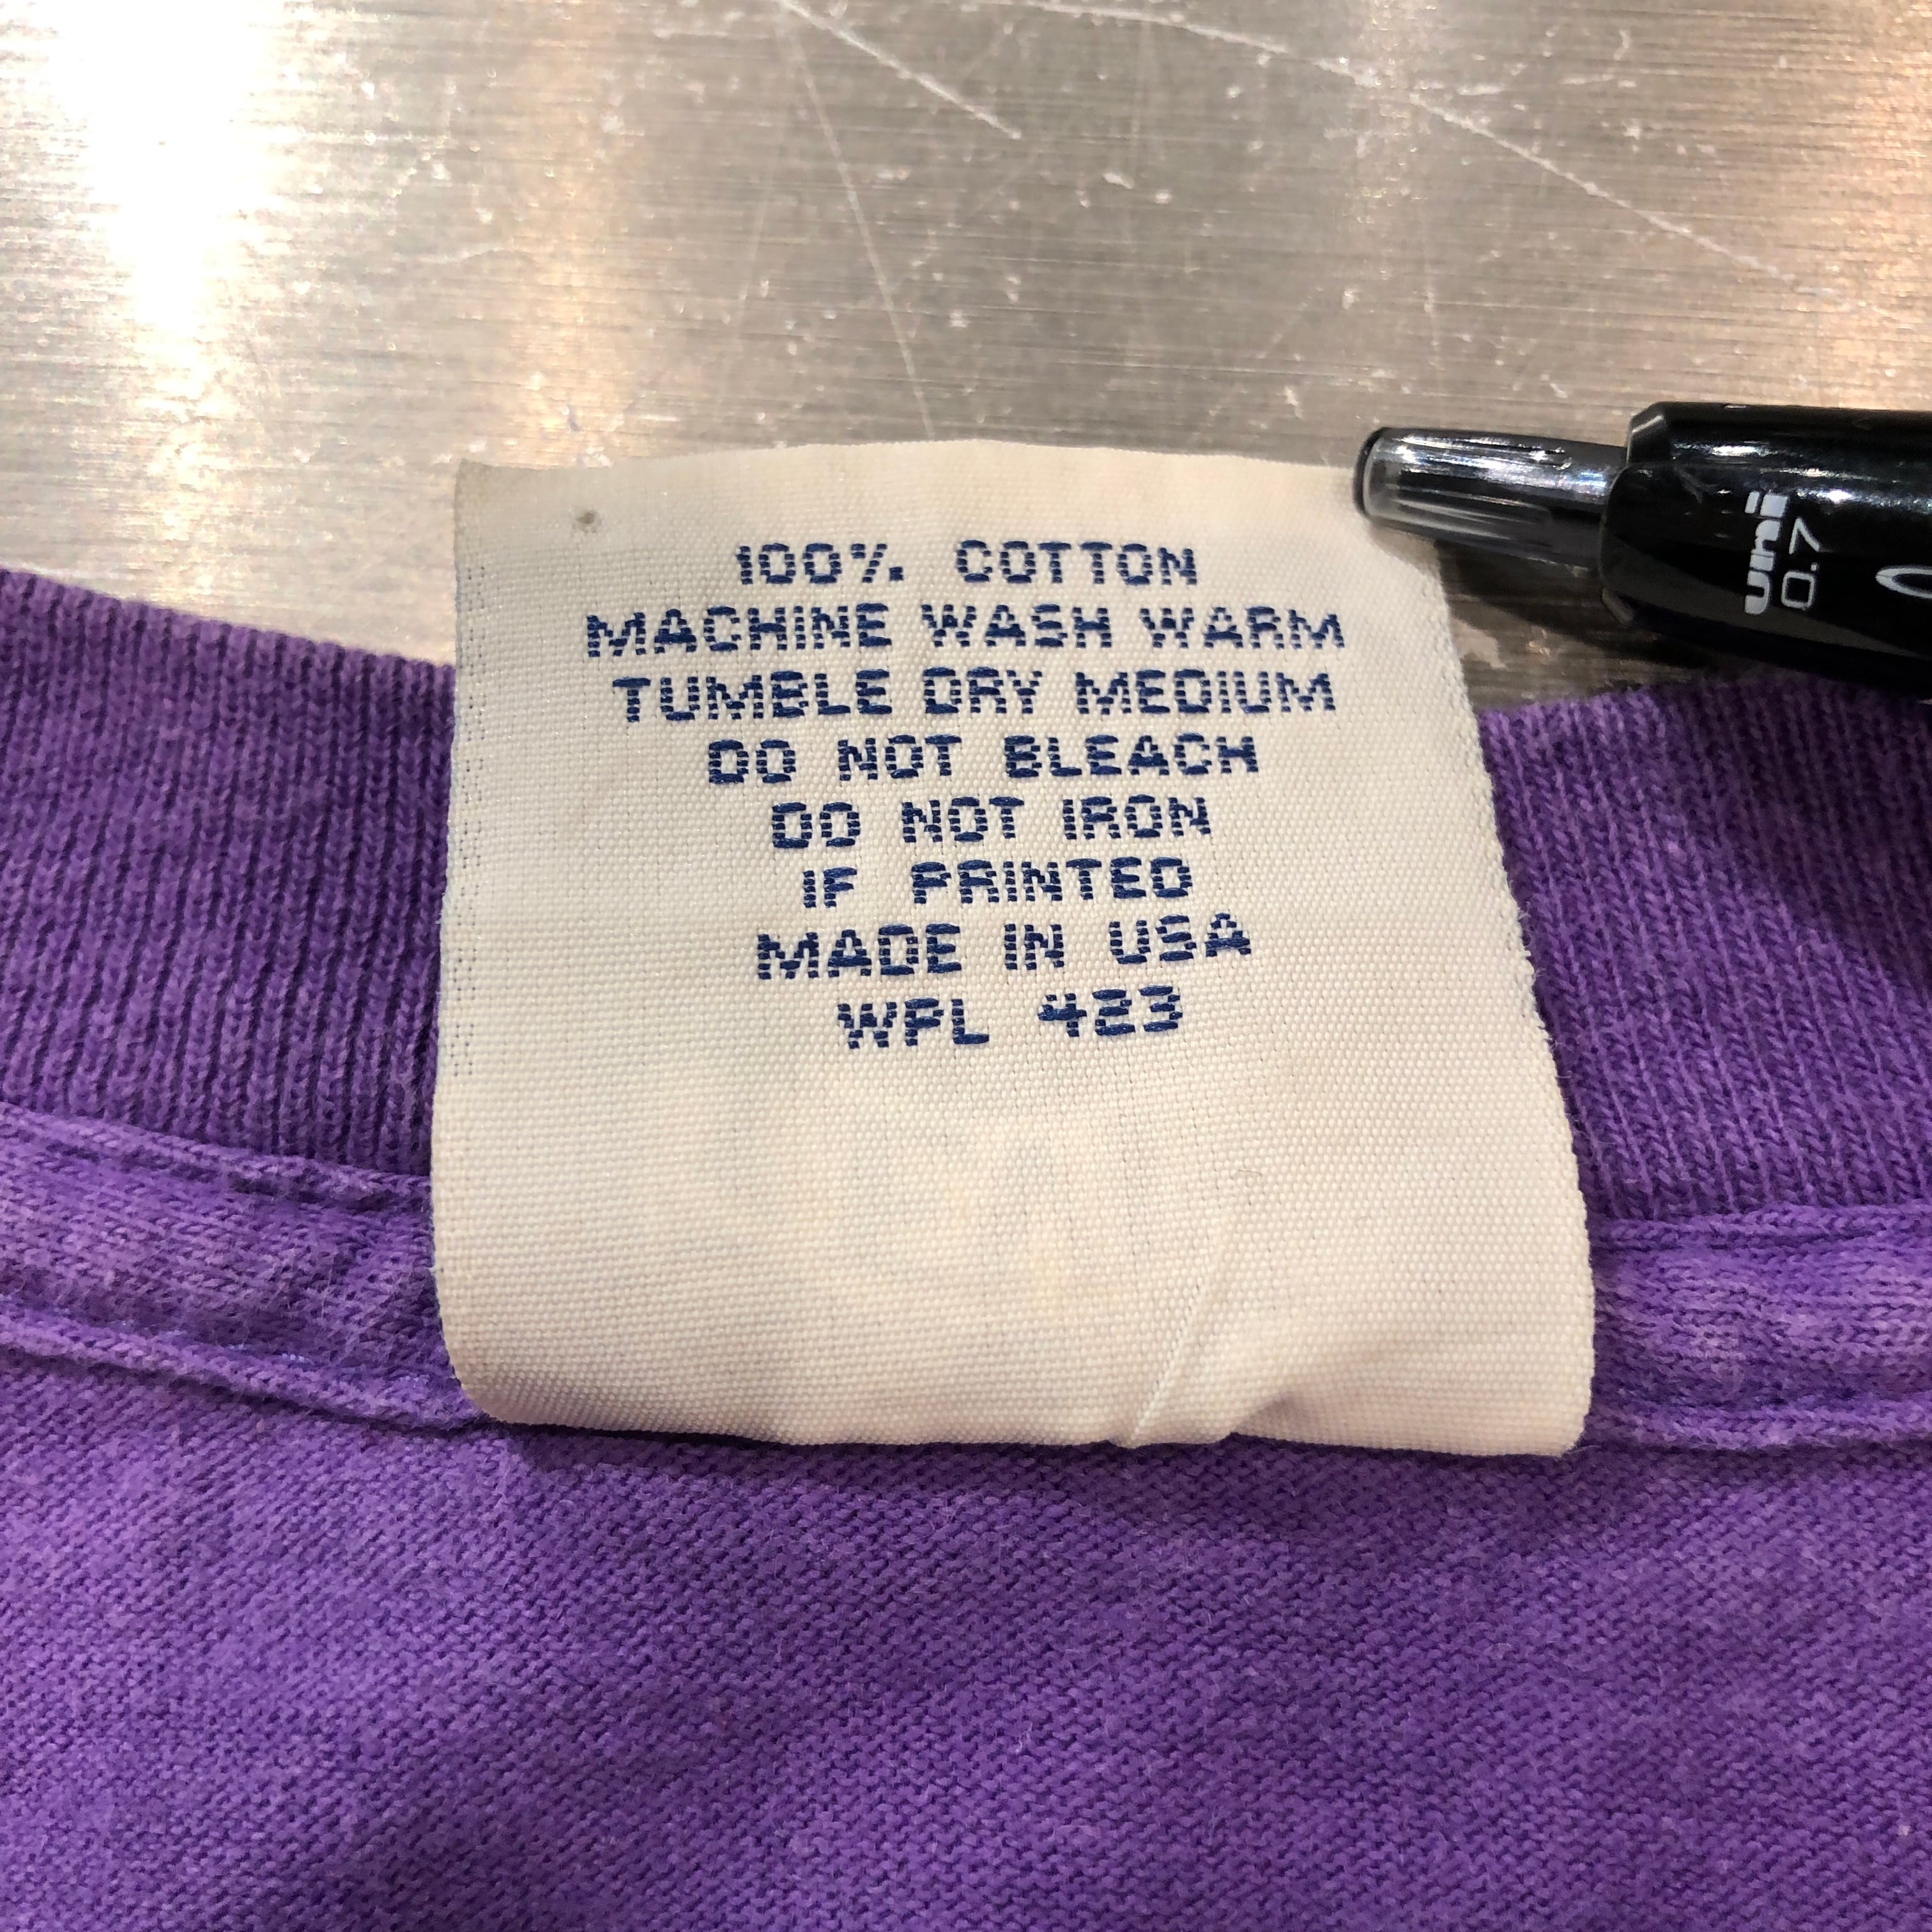 100% COTTON
MACHINE WASH WARM
TUMBLE DRY MEDIUM
DO NOT BLEACH
DO NOT IRON
IF PRINTED
MADE IN USA
WPL 423
uni
0.7